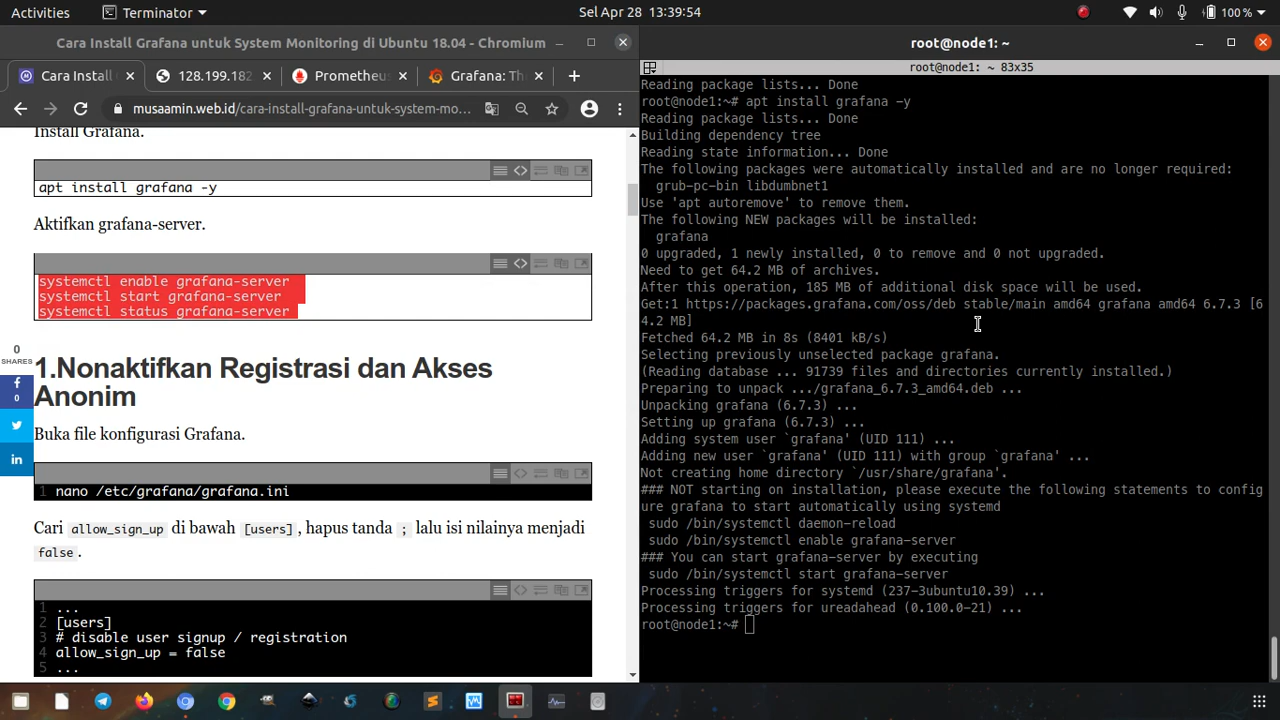 Activities
Terminator
Sel Apr 28 13:39:54
100 %
Cara Install Grafana untuk System Monitoring di Ubuntu 18.04 - Chromium
Cara Install
128.199.182
Prometheus
Grafana: The
musaamin.web.id/cara-install-grafana-untuk-system-mo...
Install Grafana.
apt install grafana -y
Aktifkan grafana-server.
systemctl enable grafana-server
systemctl start grafana-server
systemctl status grafana-server
0
SHARES
0
1.Nonaktifkan Registrasi dan Akses
Anonim
Buka file konfigurasi Grafana.
1 nano /etc/grafana/grafana.ini
Cari allow_sign_up di bawah [users], hapus tanda ; lalu isi nilainya menjadi
false.
1 ...
2 [users]
3 # disable user signup / registration
4 allow_sign_up = false
5 ...
root@node1: ~
root@node1: ~ 83x35
Reading package lists... Done
root@node1:~# apt install grafana -y
Reading package lists... Done
Building dependency tree
Reading state information... Done
The following packages were automatically installed and are no longer required:
grub-pc-bin libdumbnet1
Use 'apt autoremove' to remove them.
The following NEW packages will be installed:
grafana
0 upgraded, 1 newly installed, 0 to remove and 0 not upgraded.
Need to get 64.2 MB of archives.
After this operation, 185 MB of additional disk space will be used.
Get:1 https://packages.grafana.com/oss/deb stable/main amd64 grafana amd64 6.7.3 [6
4.2 MB]
Fetched 64.2 MB in 8s (8401 kB/s)
Selecting previously unselected package grafana.
(Reading database ... 91739 files and directories currently installed.)
Preparing to unpack .../grafana_6.7.3_amd64.deb ...
Unpacking grafana (6.7.3) ...
Setting up grafana (6.7.3) ...
Adding system user `grafana' (UID 111) ...
Adding new user `grafana' (UID 111) with group `grafana' ...
Not creating home directory `/usr/share/grafana'.
### NOT starting on installation, please execute the following statements to config
ure grafana to start automatically using systemd
sudo /bin/systemctl daemon-reload
sudo /bin/systemctl enable grafana-server
### You can start grafana-server by executing
sudo /bin/systemctl start grafana-server
Processing triggers for systemd (237-3ubuntu10.39) ...
Processing triggers for ureadahead (0.100.0-21) ...
root@node1:~#